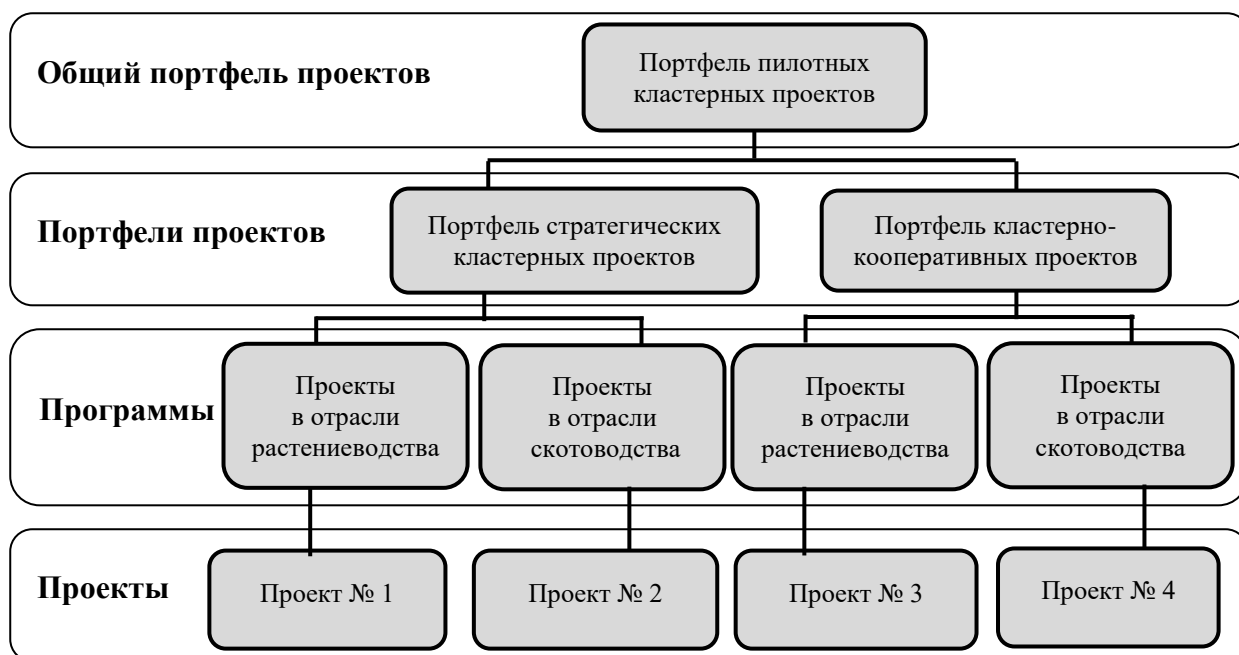 Общий портфель проектов
Портфель пилотных
кластерных проектов
Портфели проектов
Портфель стратегических
кластерных проектов
Портфель кластерно-
кооперативных проектов
Программы
Проекты
в отрасли
растениеводства
Проекты
в отрасли
скотоводства
Проекты
в отрасли
растениеводства
Проекты
в отрасли
скотоводства
Проекты
Проект № 1
Проект № 2
Проект № 3
Проект № 4